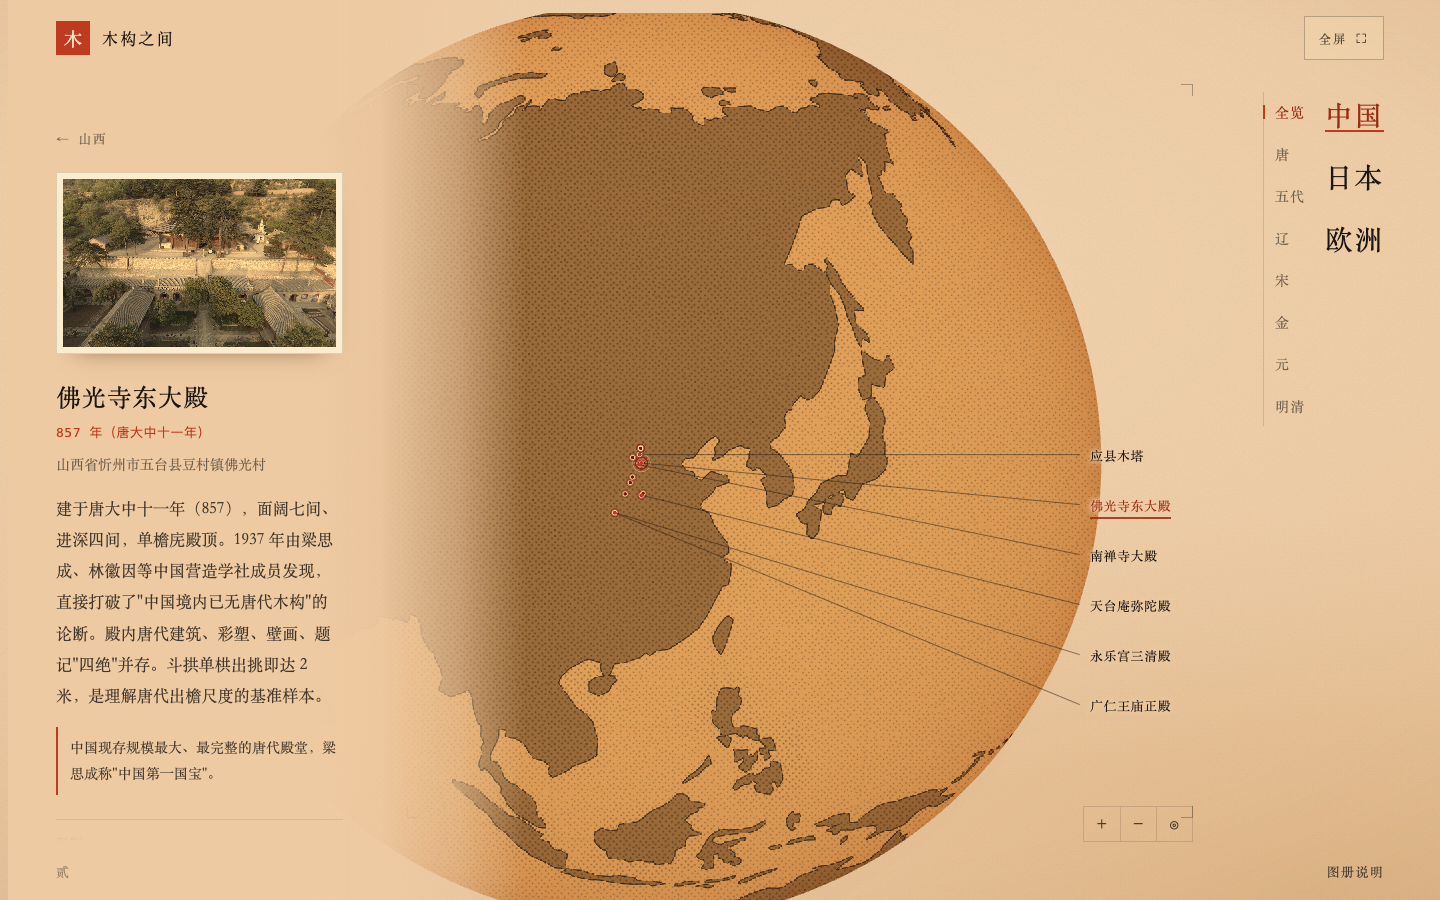 木 木构之间
全屏
← 山西
佛光寺东大殿
857 年（唐大中十一年）
山西省忻州市五台县豆村镇佛光村
建于唐大中十一年（857），面阔七间、
进深四间，单檐庑殿顶。1937 年由梁思
成、林徽因等中国营造学社成员发现，
直接打破了"中国境内已无唐代木构"的
论断。殿内唐代建筑、彩塑、壁画、题
记"四绝"并存。斗拱单栱出挑即达 2
米，是理解唐代出檐尺度的基准样本。
中国现存规模最大、最完整的唐代殿堂，梁
思成称"中国第一国宝"。
贰
应县木塔
佛光寺东大殿
南禅寺大殿
天台庵弥陀殿
永乐宫三清殿
广仁王庙正殿
全览
唐
五代
辽
宋
金
元
明清
中国
日本
欧洲
+ − ◎
图册说明